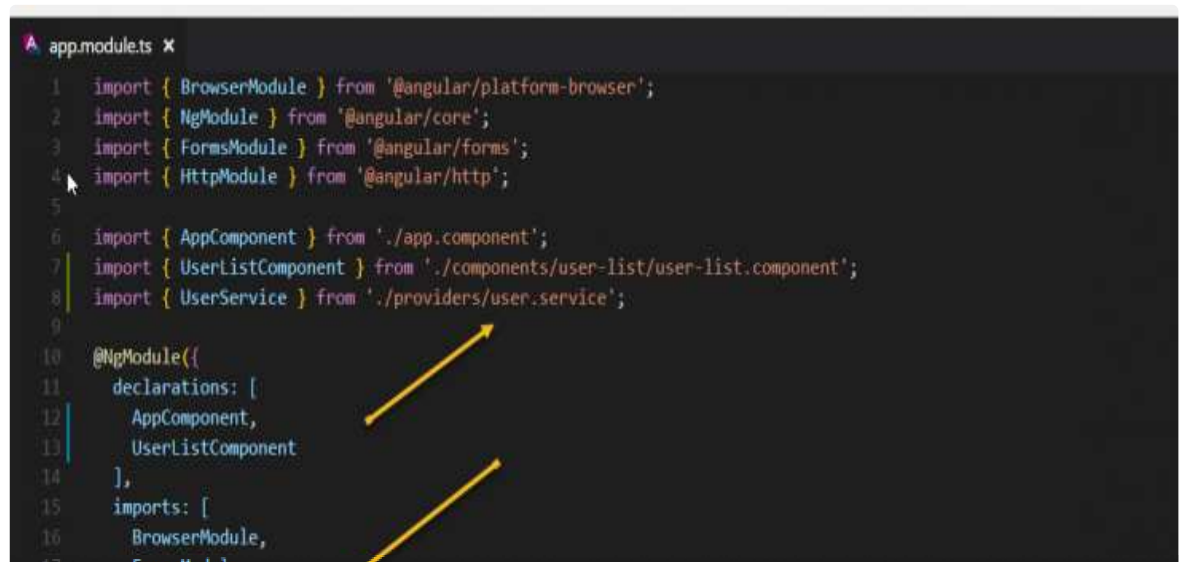 app.module.ts ×
1 import { BrowserModule } from '@angular/platform-browser';
2 import { NgModule } from '@angular/core';
3 import { FormsModule } from '@angular/forms';
4 import { HttpModule } from '@angular/http';
5
6 import { AppComponent } from './app.component';
7 import { UserListComponent } from './components/user-list/user-list.component';
8 import { UserService } from './providers/user.service';
9
10 @NgModule({
11 declarations: [
12 AppComponent,
13 UserListComponent
14 ],
15 imports: [
16 BrowserModule,